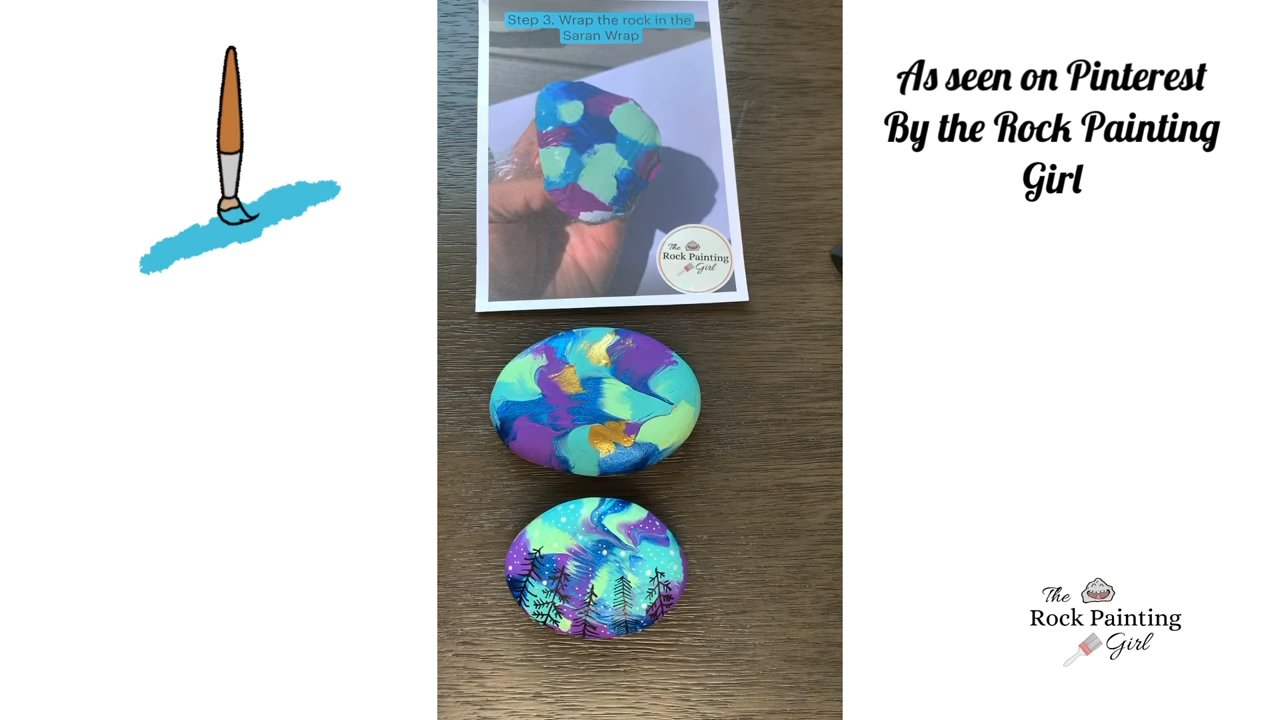 Step 3. Wrap the rock in the
Saran Wrap
The
Rock Painting
Girl
As seen on Pinterest
By the Rock Painting
Girl
The
Rock Painting
Girl